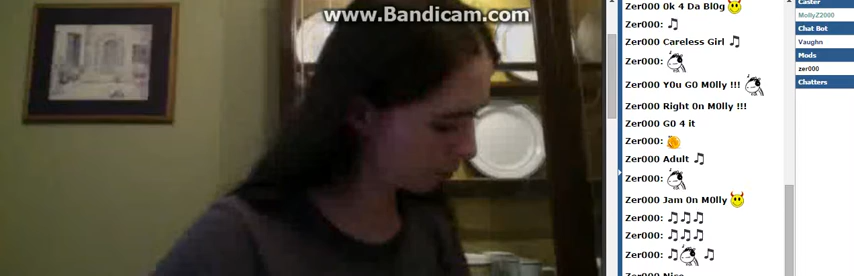 www.Bandicam.com
Zer000 0k 4 Da Bl0g
Zer000:
Zer000 Careless Girl
Zer000:
Zer000 Y0u G0 M0lly !!!
Zer000 Right 0n M0lly !!!
Zer000 G0 4 it
Zer000:
Zer000 Adult
Zer000:
Zer000 Jam 0n M0lly
Zer000:
Zer000:
Zer000:
Zer000 Nice
Caster
MollyZ2000
Chat Bot
Vaughn
Mods
zer000
Chatters